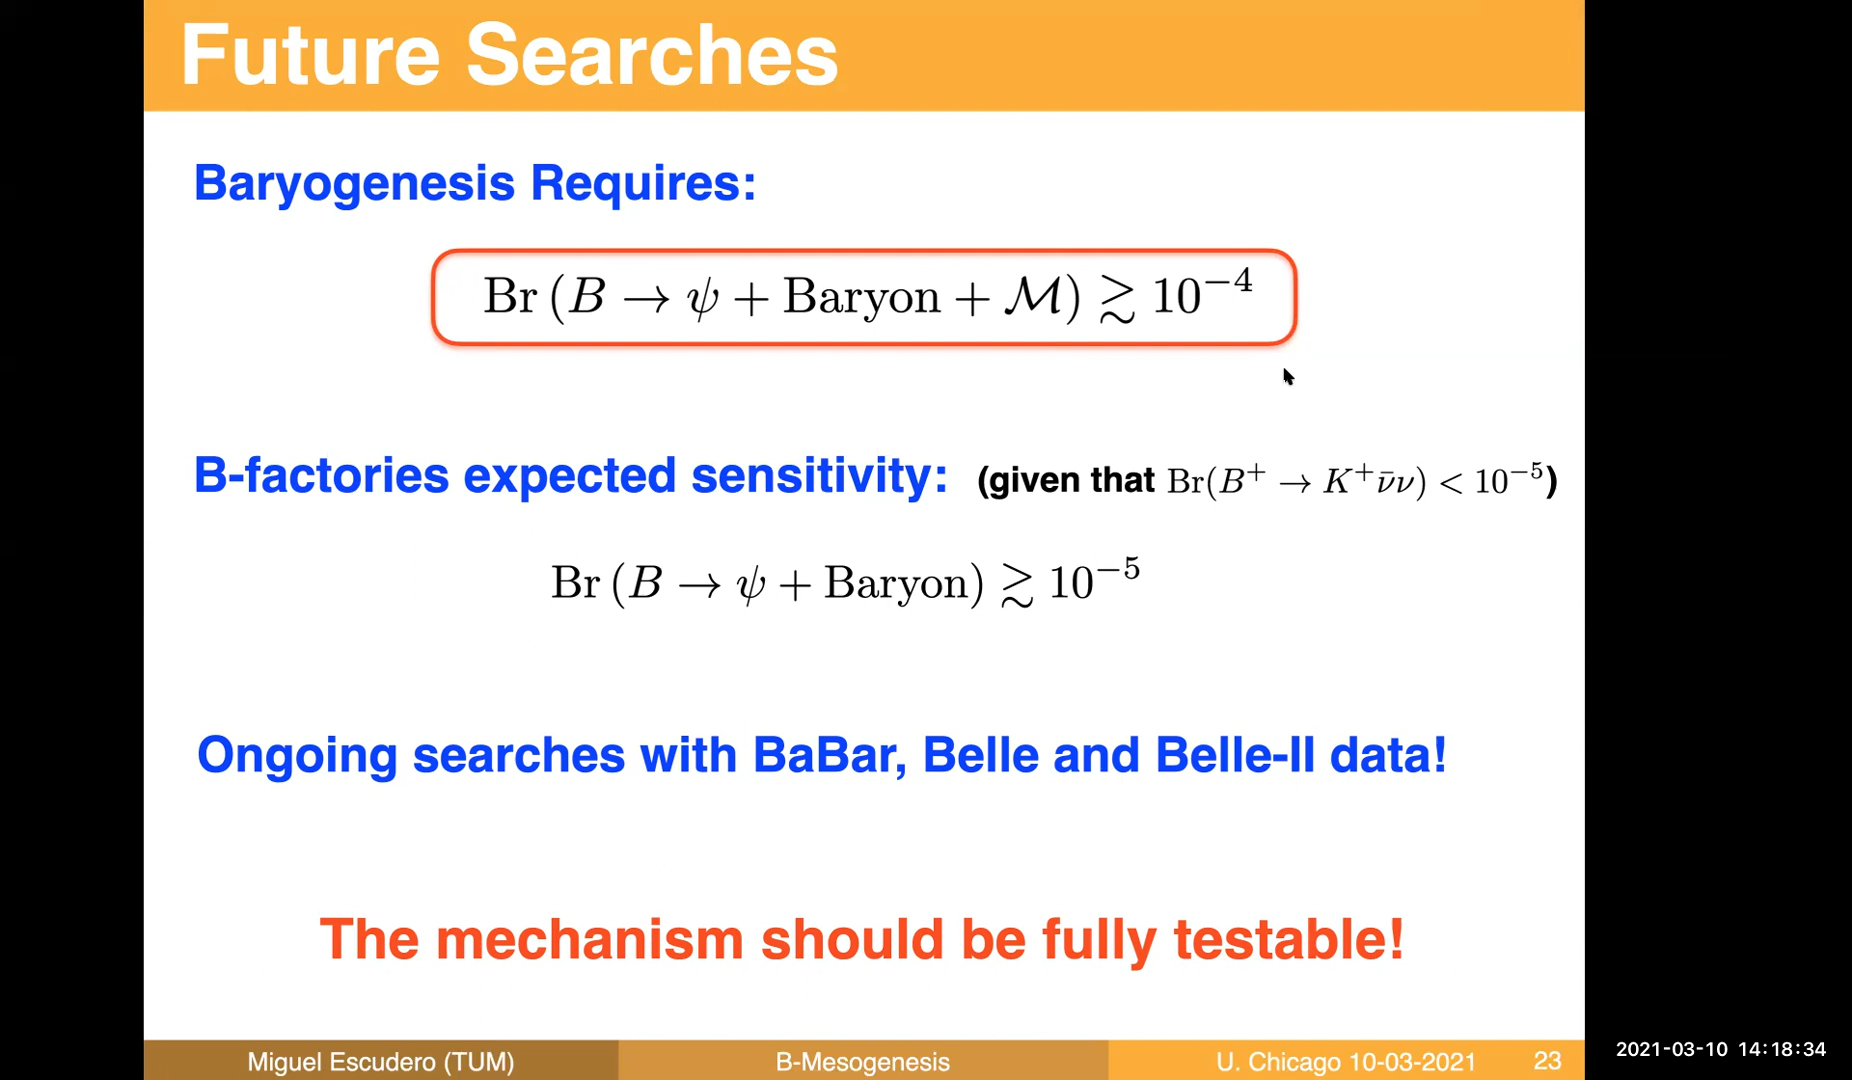 Future Searches
Baryogenesis Requires:
Br (B → ψ + Baryon + ℳ) ≳ 10⁻⁴
B-factories expected sensitivity: (given that Br(B⁺ → K⁺ν̄ν) < 10⁻⁵)
Br (B → ψ + Baryon) ≳ 10⁻⁵
Ongoing searches with BaBar, Belle and Belle-II data!
The mechanism should be fully testable!
Miguel Escudero (TUM) B-Mesogenesis U. Chicago 10-03-2021 23
2021-03-10 14:18:34